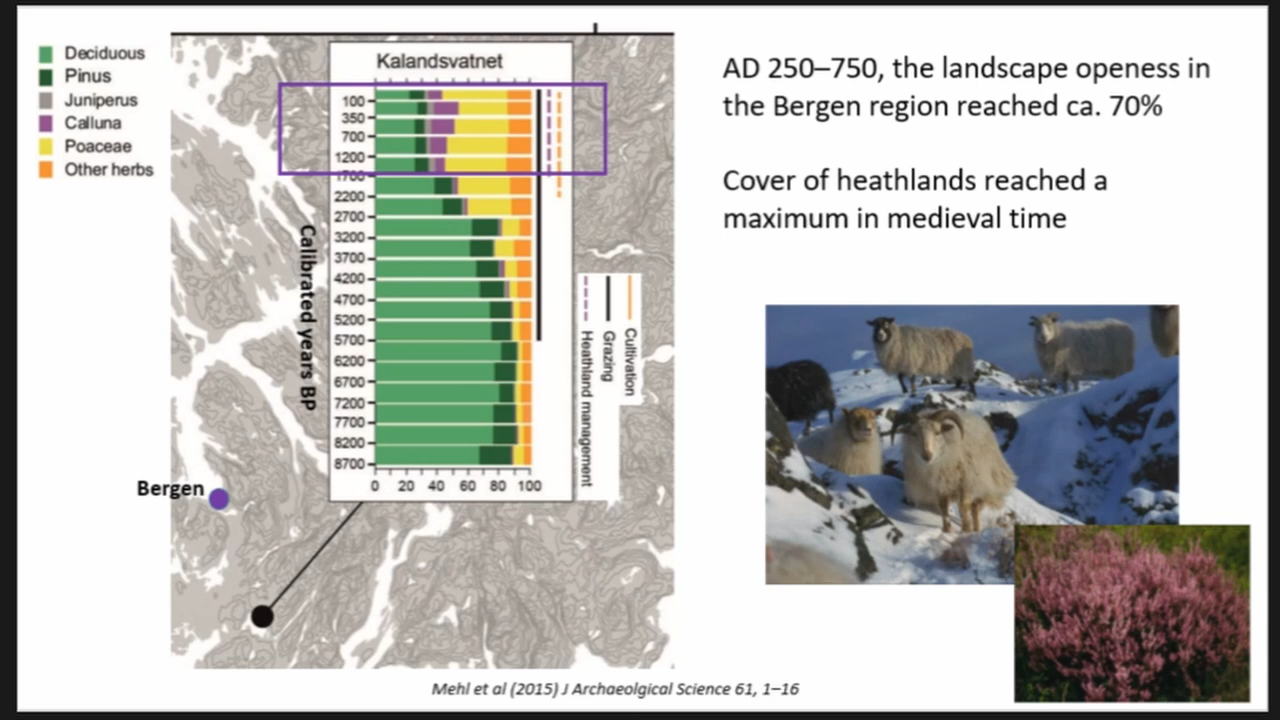 Deciduous
Pinus
Juniperus
Calluna
Poaceae
Other herbs
Kalandsvatnet
100
350
700
1200
1700
2200
2700
3200
3700
4200
4700
5200
5700
6200
6700
7200
7700
8200
8700
0 20 40 60 80 100
Calibrated years BP
Cultivation
Grazing
Heathland management
Bergen
AD 250–750, the landscape openess in
the Bergen region reached ca. 70%
Cover of heathlands reached a
maximum in medieval time
Mehl et al (2015) J Archaeolgical Science 61, 1–16